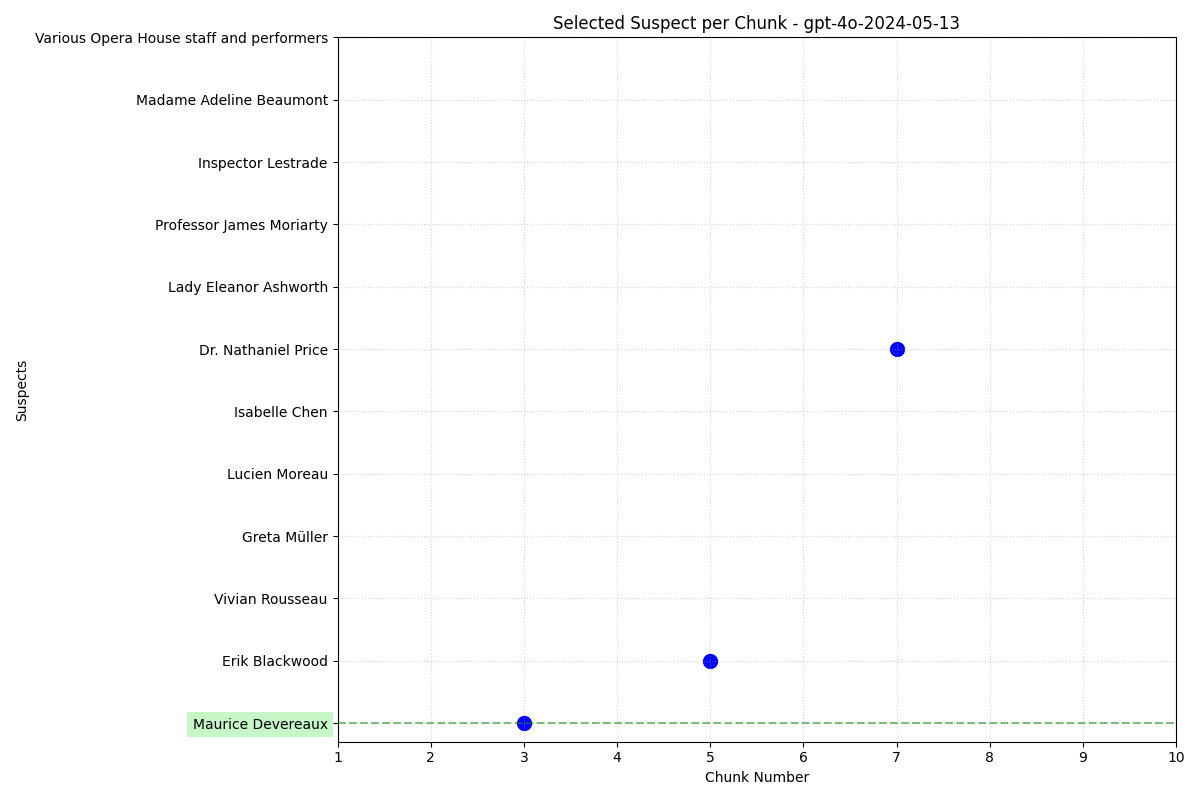 Selected Suspect per Chunk - gpt-4o-2024-05-13
Various Opera House staff and performers
Madame Adeline Beaumont
Inspector Lestrade
Professor James Moriarty
Lady Eleanor Ashworth
Dr. Nathaniel Price
Isabelle Chen
Lucien Moreau
Greta Müller
Vivian Rousseau
Erik Blackwood
Maurice Devereaux
Suspects
1 2 3 4 5 6 7 8 9 10
Chunk Number